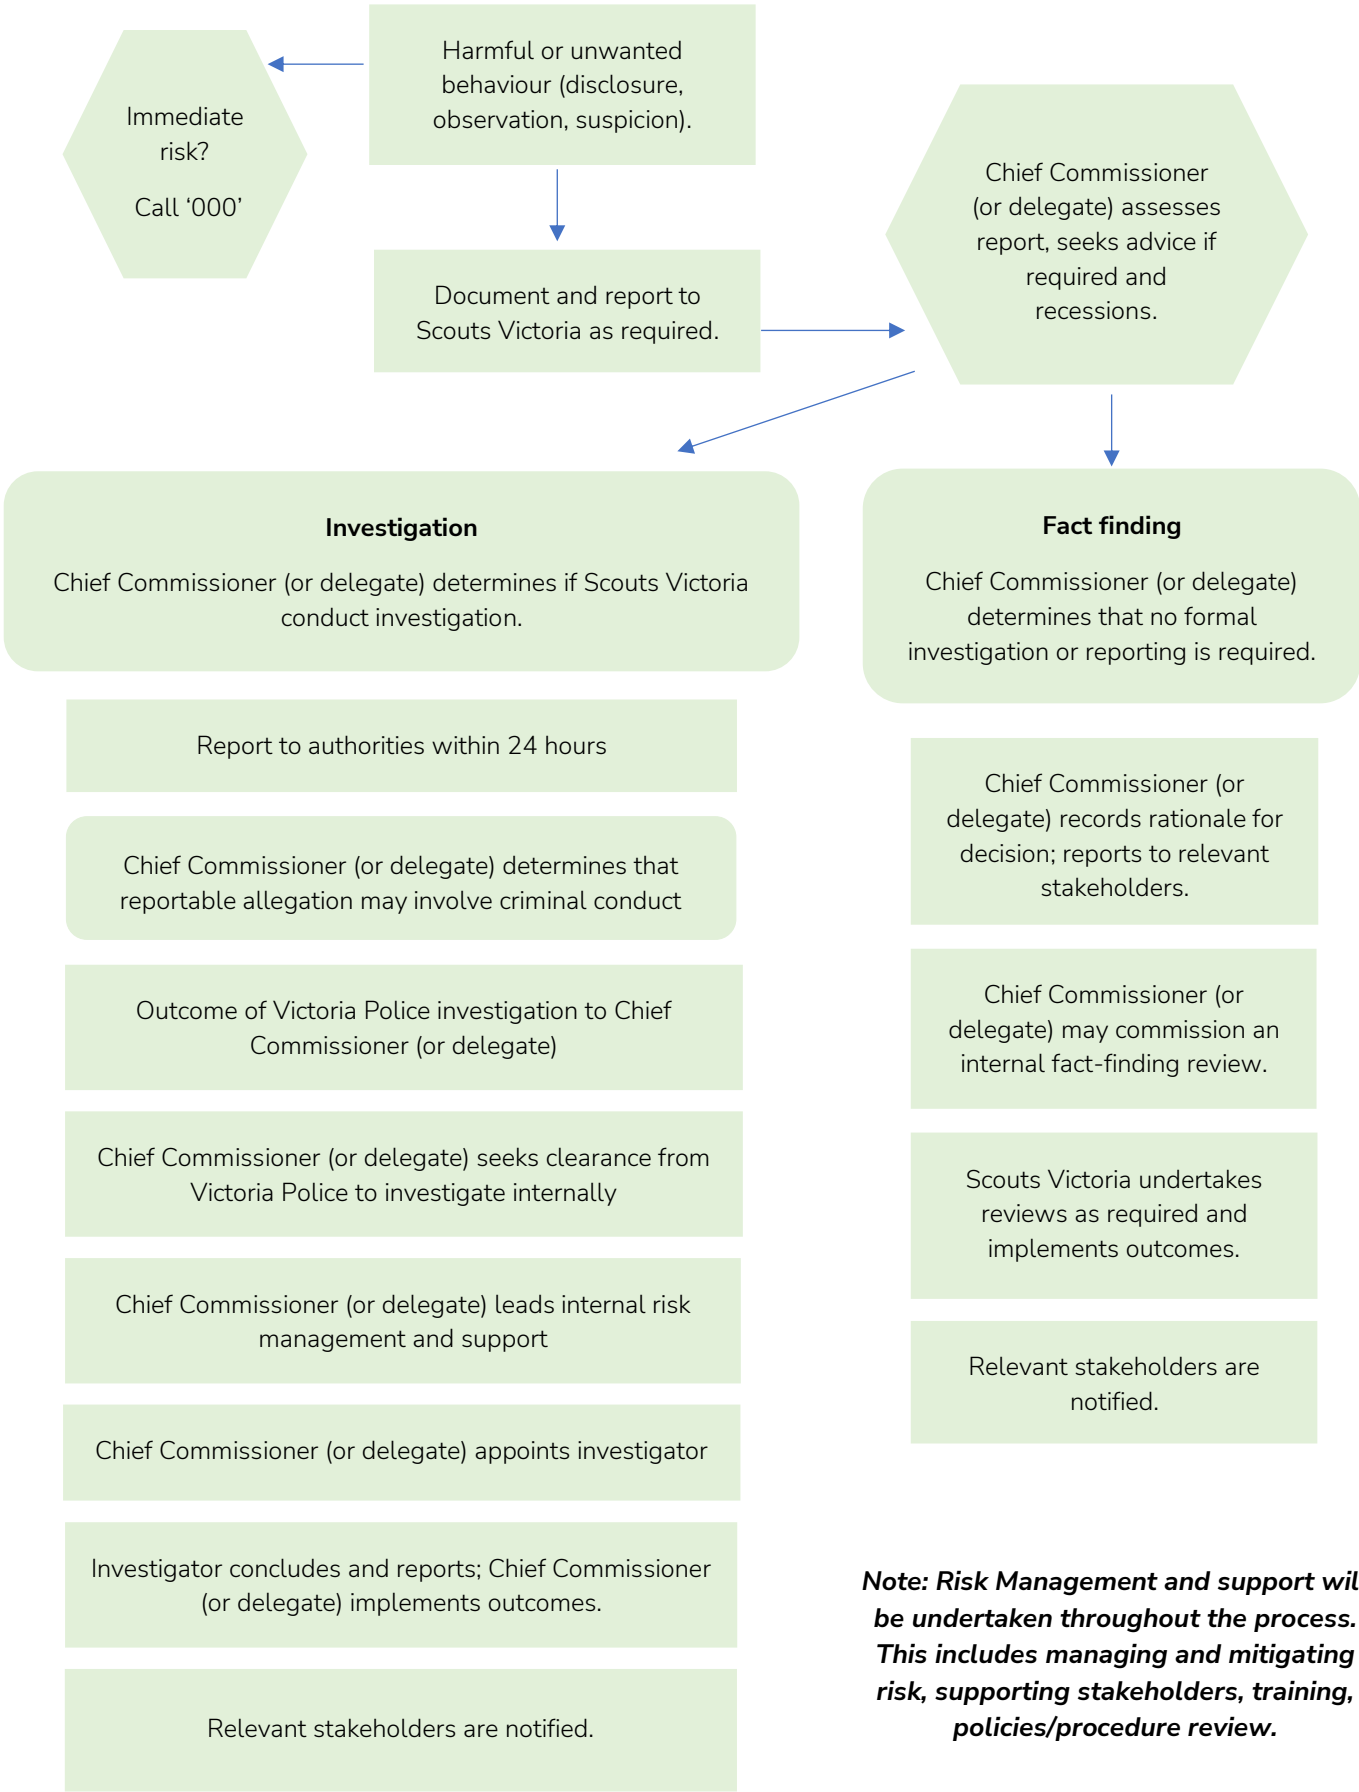 Harmful or unwanted
behaviour (disclosure,
observation, suspicion).
Immediate
risk?
Call ‘000’
Document and report to
Scouts Victoria as required.
Chief Commissioner
(or delegate) assesses
report, seeks advice if
required and
recessions.
Investigation
Chief Commissioner (or delegate) determines if Scouts Victoria
conduct investigation.
Report to authorities within 24 hours
Chief Commissioner (or delegate) determines that
reportable allegation may involve criminal conduct
Outcome of Victoria Police investigation to Chief
Commissioner (or delegate)
Chief Commissioner (or delegate) seeks clearance from
Victoria Police to investigate internally
Chief Commissioner (or delegate) leads internal risk
management and support
Chief Commissioner (or delegate) appoints investigator
Investigator concludes and reports; Chief Commissioner
(or delegate) implements outcomes.
Relevant stakeholders are notified.
Fact finding
Chief Commissioner (or delegate)
determines that no formal
investigation or reporting is required.
Chief Commissioner (or
delegate) records rationale for
decision; reports to relevant
stakeholders.
Chief Commissioner (or
delegate) may commission an
internal fact-finding review.
Scouts Victoria undertakes
reviews as required and
implements outcomes.
Relevant stakeholders are
notified.
Note: Risk Management and support wil
be undertaken throughout the process.
This includes managing and mitigating
risk, supporting stakeholders, training,
policies/procedure review.